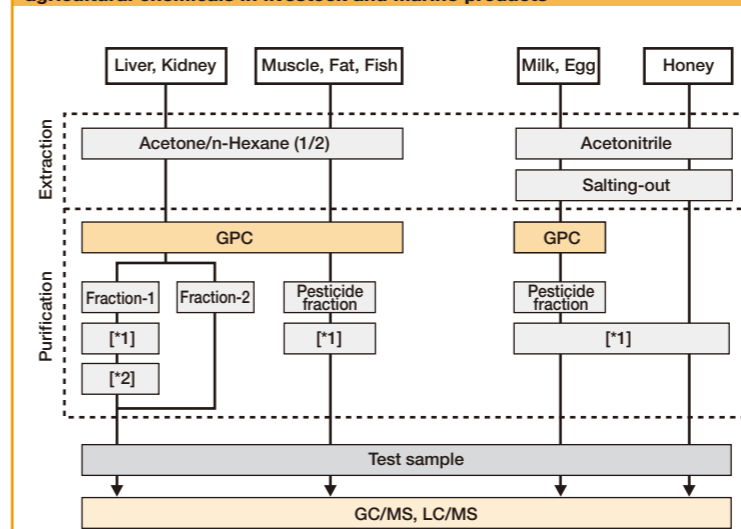 agricultural chemicals in livestock and marine products
Liver, Kidney
Muscle, Fat, Fish
Milk, Egg
Honey
Extraction
Acetone/n-Hexane (1/2)
Acetonitrile
Salting-out
Purification
GPC
GPC
Fraction-1
Fraction-2
Pesticide
fraction
Pesticide
fraction
[*1]
[*1]
[*1]
[*2]
Test sample
GC/MS, LC/MS